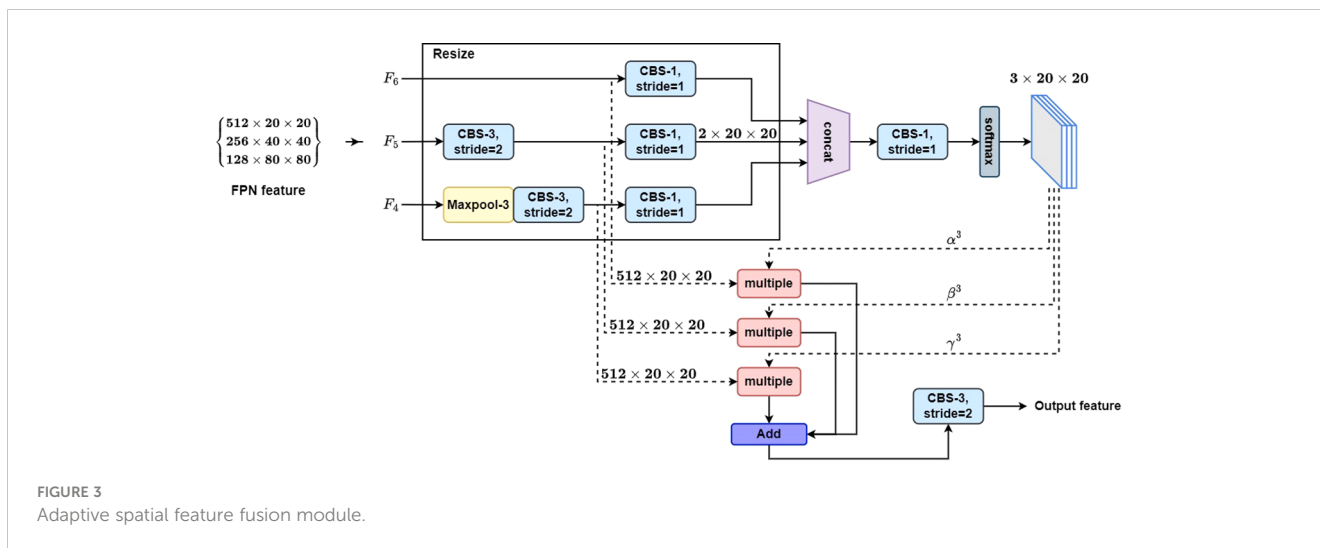 Resize
F₆
CBS-1,
stride=1
3 × 20 × 20
512 × 20 × 20
256 × 40 × 40
128 × 80 × 80
FPN feature
F₅
CBS-3,
stride=2
CBS-1,
stride=1
2 × 20 × 20
concat
CBS-1,
stride=1
softmax
F₄
Maxpool-3
CBS-3,
stride=2
CBS-1,
stride=1
α³
512 × 20 × 20
multiple
β³
512 × 20 × 20
multiple
γ³
512 × 20 × 20
multiple
CBS-3,
stride=2
Output feature
Add
FIGURE 3
Adaptive spatial feature fusion module.